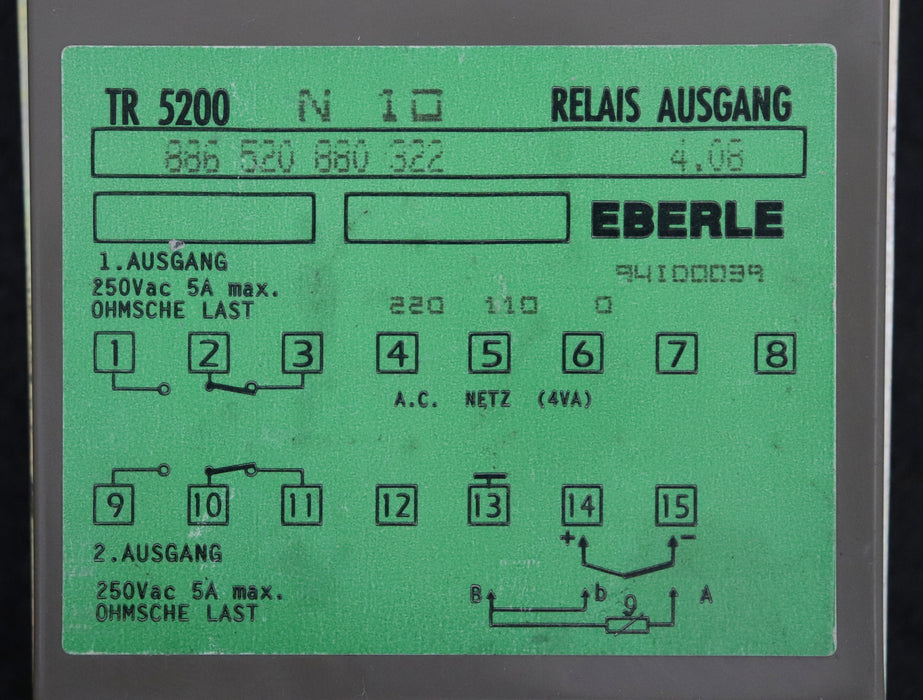 TR 5200 N 10 RELAIS AUSGANG
886 520 880 322 4.08
EBERLE
1.AUSGANG
94100039
250Vac 5A max.
OHMSCHE LAST
220 110 0
1 2 3 4 5 6 7 8
A.C. NETZ (4VA)
9 10 11 12 13 14 15
+ −
2.AUSGANG
250Vac 5A max.
OHMSCHE LAST
B b ϑ A